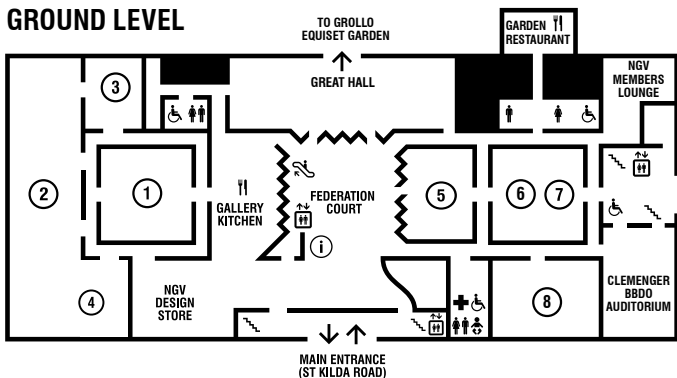 GROUND LEVEL
TO GROLLO
EQUISET GARDEN
GREAT HALL
GARDEN
RESTAURANT
NGV
MEMBERS
LOUNGE
3
2
1
GALLERY
KITCHEN
FEDERATION
COURT
i
5
6
7
4
NGV
DESIGN
STORE
8
CLEMENGER
BBDO
AUDITORIUM
MAIN ENTRANCE
(ST KILDA ROAD)